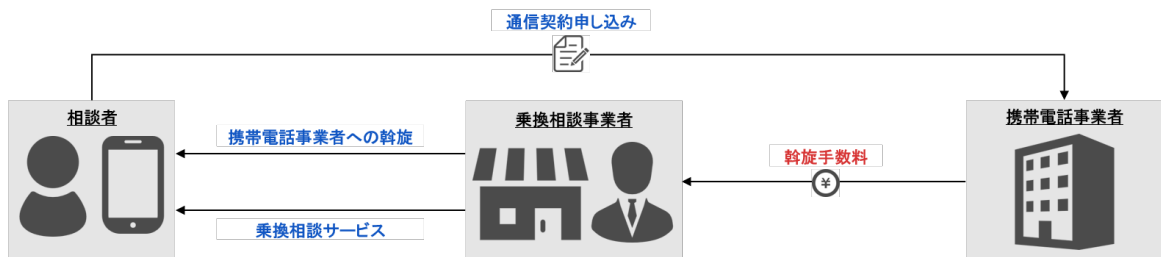 通信契約申し込み
相談者
乗換相談事業者
携帯電話事業者
携帯電話事業者への斡旋
斡旋手数料
¥
乗換相談サービス